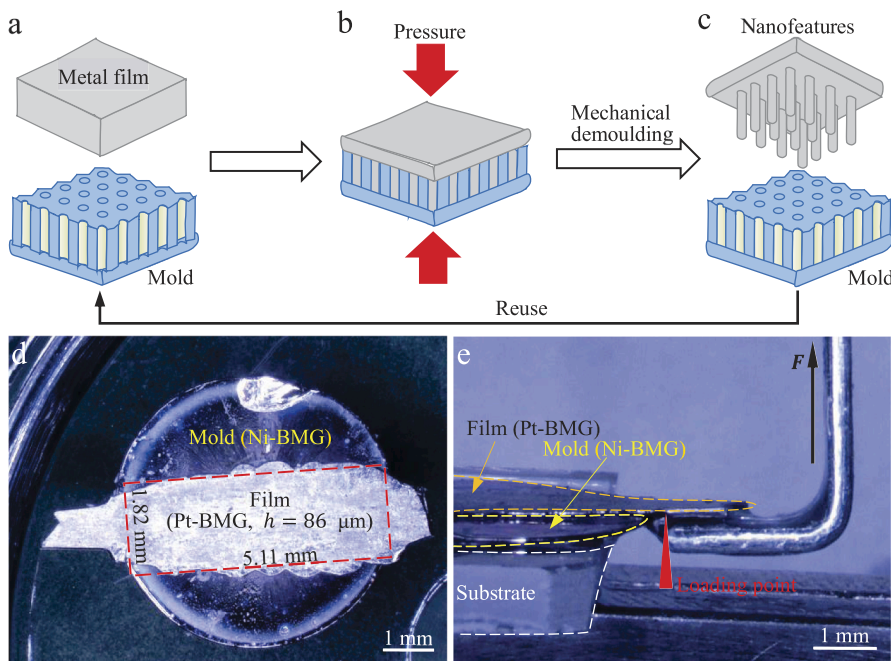 a
b
c
Metal film
Mold
Pressure
Mechanical
demoulding
Nanofeatures
Mold
Reuse
d
Mold (Ni-BMG)
Film
(Pt-BMG, h = 86 μm)
1.82 mm
5.11 mm
1 mm
e
F
Film (Pt-BMG)
Mold (Ni-BMG)
Substrate
Loading point
1 mm